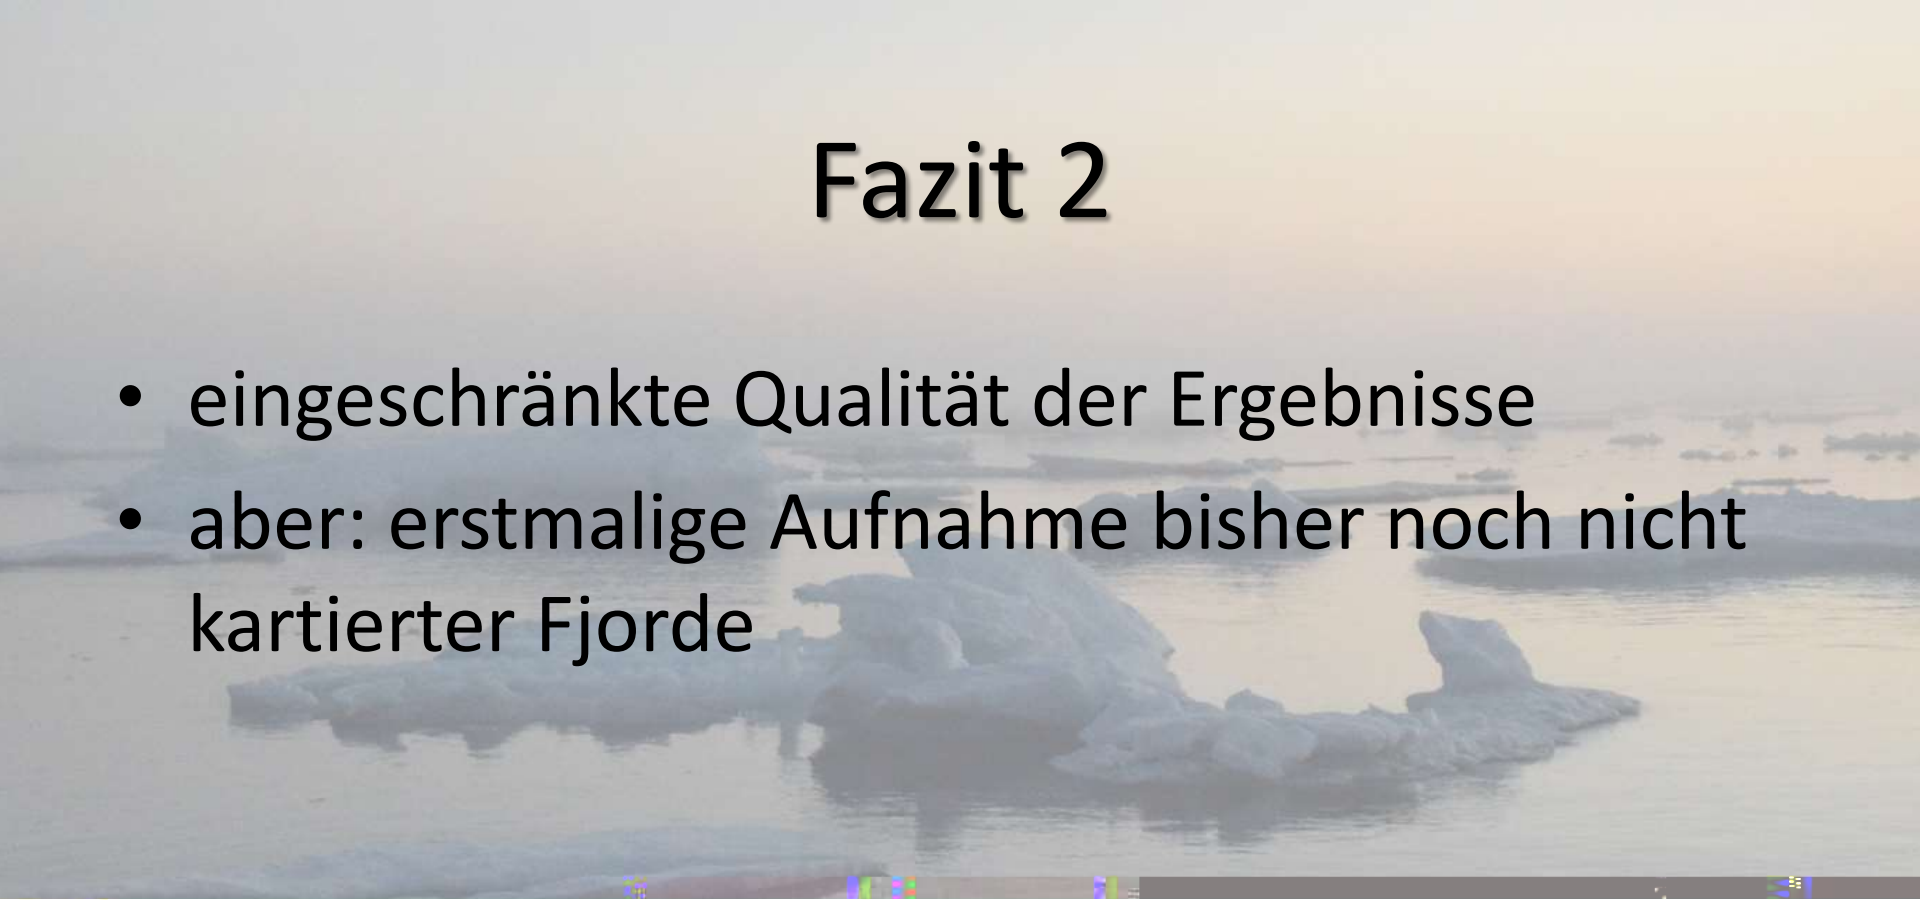 Fazit 2
• eingeschränkte Qualität der Ergebnisse
• aber: erstmalige Aufnahme bisher noch nicht
kartierter Fjorde